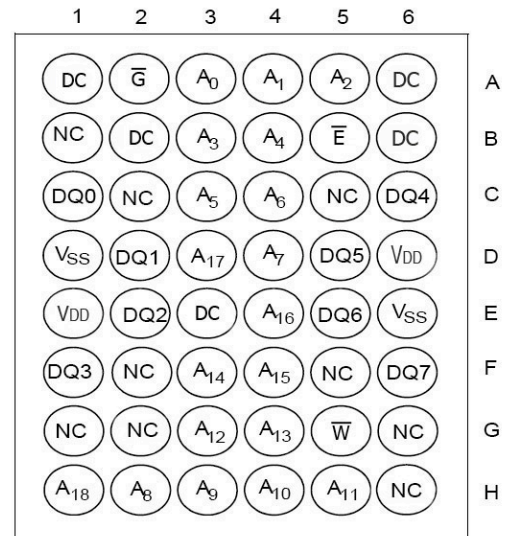 1 2 3 4 5 6
DC G̅ A₀ A₁ A₂ DC A
NC DC A₃ A₄ E̅ DC B
DQ0 NC A₅ A₆ NC DQ4 C
VSS DQ1 A₁₇ A₇ DQ5 VDD D
VDD DQ2 DC A₁₆ DQ6 VSS E
DQ3 NC A₁₄ A₁₅ NC DQ7 F
NC NC A₁₂ A₁₃ W̅ NC G
A₁₈ A₈ A₉ A₁₀ A₁₁ NC H